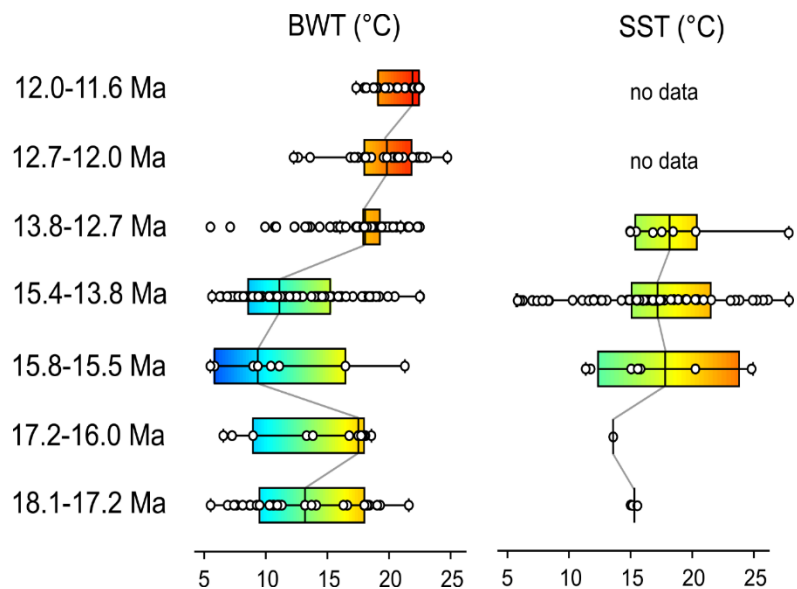 BWT (°C) SST (°C)
12.0-11.6 Ma no data
12.7-12.0 Ma no data
13.8-12.7 Ma
15.4-13.8 Ma
15.8-15.5 Ma
17.2-16.0 Ma
18.1-17.2 Ma
5 10 15 20 25 5 10 15 20 25